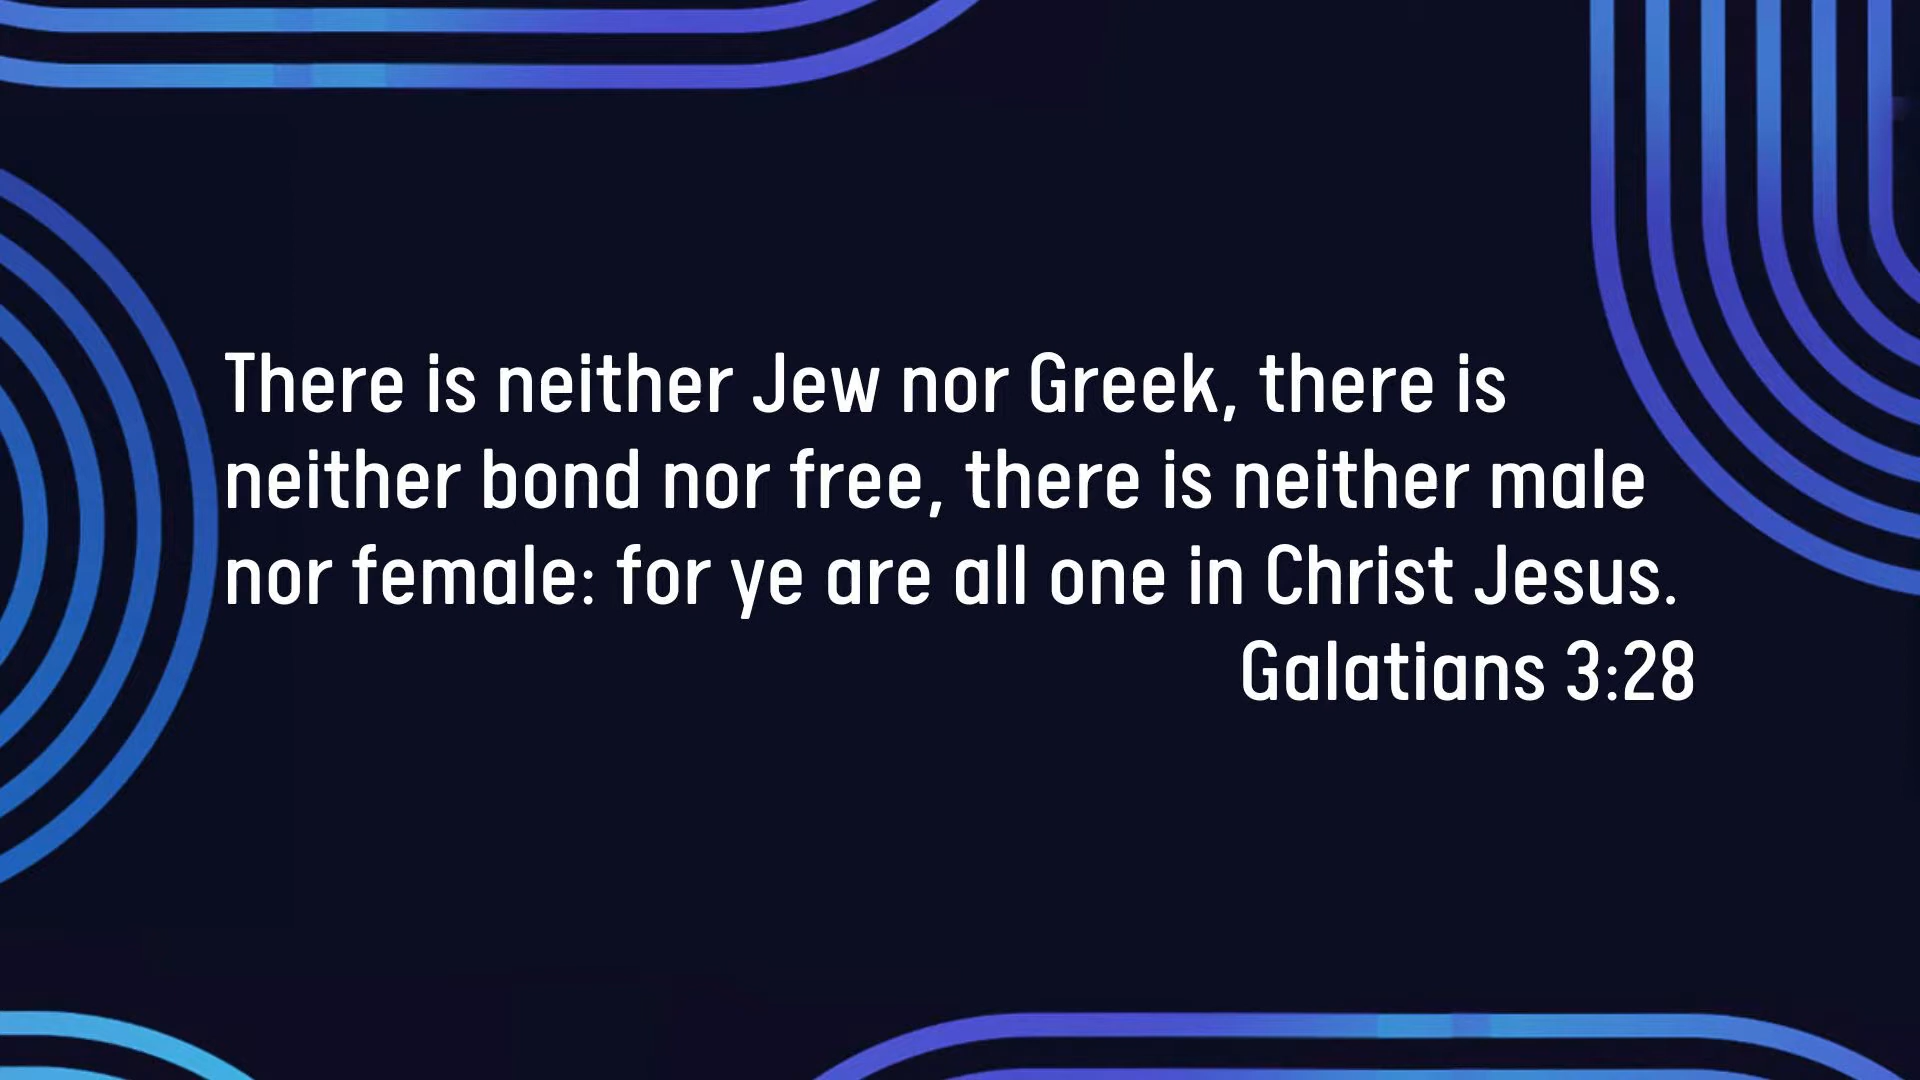 There is neither Jew nor Greek, there is
neither bond nor free, there is neither male
nor female: for ye are all one in Christ Jesus.
Galatians 3:28